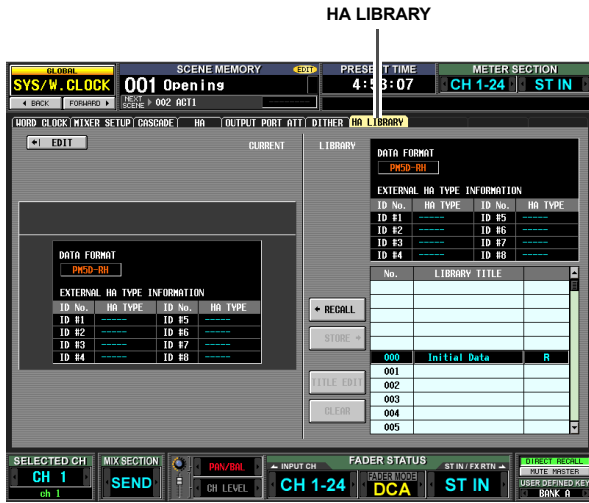 HA LIBRARY
GLOBAL SCENE MEMORY EDIT PRESENT TIME METER SECTION
SYS/W.CLOCK 001 Opening 4:53:07 CH 1-24 ST IN
BACK FORWARD NEXT SCENE 002 ACT1
WORD CLOCK MIXER SETUP CASCADE HA OUTPUT PORT ATT DITHER HA LIBRARY
EDIT CURRENT LIBRARY
DATA FORMAT
PM5D-RH
EXTERNAL HA TYPE INFORMATION
ID No. HA TYPE ID No. HA TYPE
ID #1 ----- ID #5 -----
ID #2 ----- ID #6 -----
ID #3 ----- ID #7 -----
ID #4 ----- ID #8 -----
DATA FORMAT
PM5D-RH
EXTERNAL HA TYPE INFORMATION
ID No. HA TYPE ID No. HA TYPE
ID #1 ----- ID #5 -----
ID #2 ----- ID #6 -----
ID #3 ----- ID #7 -----
ID #4 ----- ID #8 -----
RECALL
STORE
TITLE EDIT
CLEAR
No. LIBRARY TITLE
000 Initial Data R
001
002
003
004
005
SELECTED CH MIX SECTION PAN/BAL INPUT CH FADER STATUS ST IN / FX RTN DIRECT RECALL
MUTE MASTER
CH 1 SEND CH LEVEL CH 1-24 FADER MODE DCA ST IN USER DEFINED KEY
ch 1 BANK A